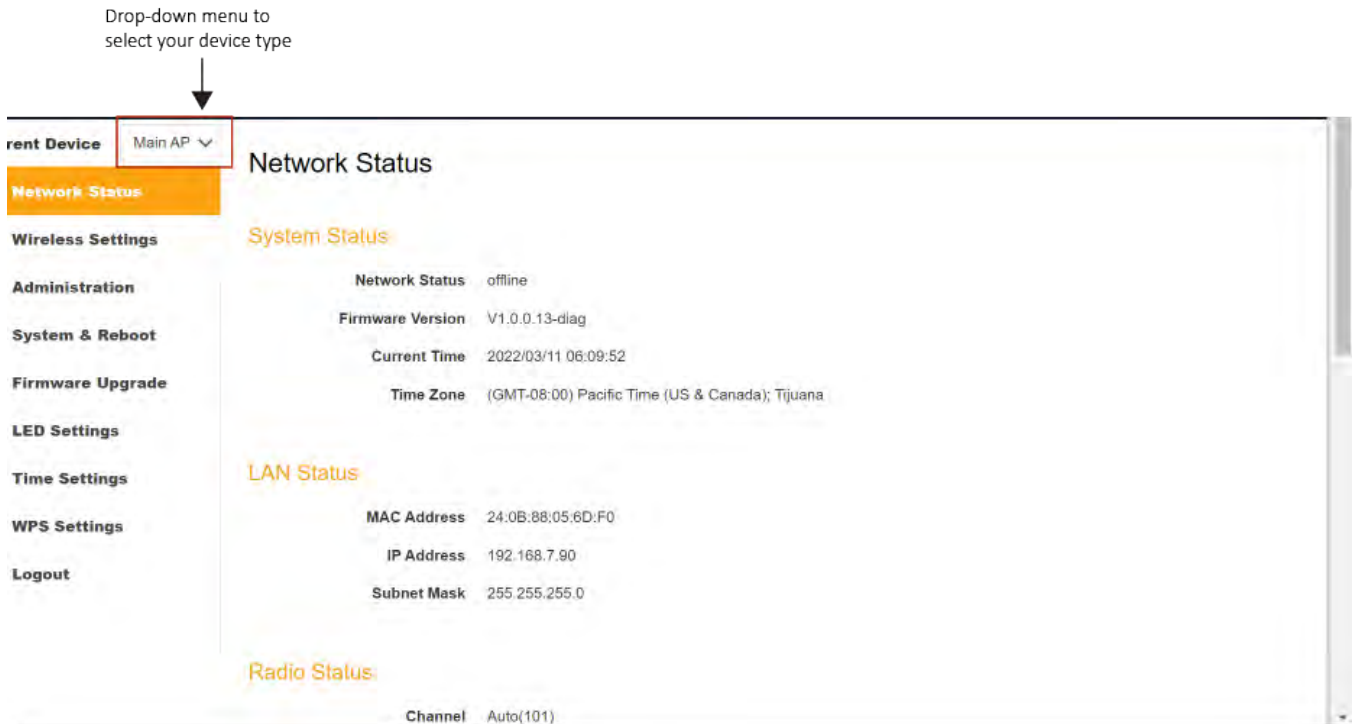 Drop-down menu to
select your device type
rent Device Main AP
Network Status
Wireless Settings
Administration
System & Reboot
Firmware Upgrade
LED Settings
Time Settings
WPS Settings
Logout
Network Status
System Status
Network Status offline
Firmware Version V1.0.0.13-diag
Current Time 2022/03/11 06:09:52
Time Zone (GMT-08:00) Pacific Time (US & Canada); Tijuana
LAN Status
MAC Address 24:0B:88:05:6D:F0
IP Address 192.168.7.90
Subnet Mask 255.255.255.0
Radio Status
Channel Auto(101)